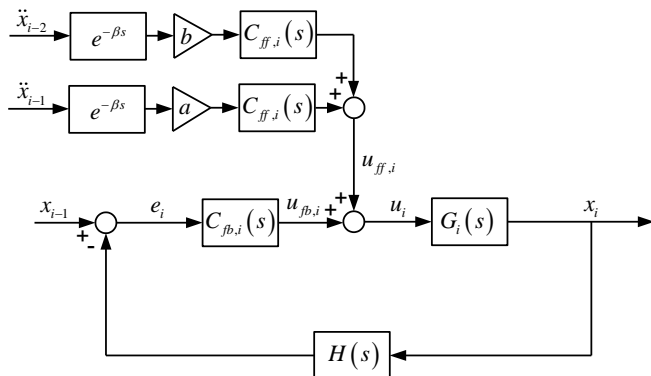 ẍ_{i-2} e^{-βs} b C_{ff,i}(s)
+
ẍ_{i-1} e^{-βs} a C_{ff,i}(s) + +
u_{ff,i}
x_{i-1} e_i C_{fb,i}(s) u_{fb,i} + + u_i G_i(s) x_i
+ -
H(s)